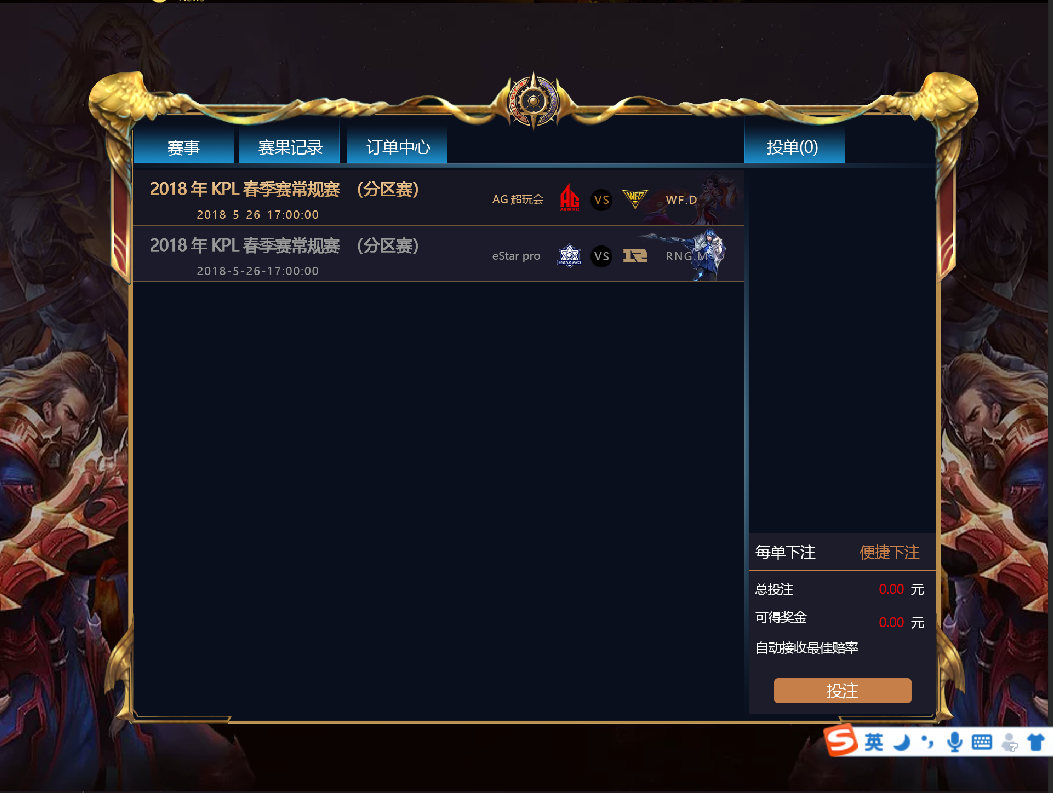 赛事 赛果记录 订单中心 投单(0)
2018 年 KPL 春季赛常规赛 （分区赛）
AG 超玩会 VS WF.D
2018-5-26-17:00:00
2018 年 KPL 春季赛常规赛 （分区赛）
eStar pro VS RNG.M
2018-5-26-17:00:00
每单下注 便捷下注
总投注 0.00 元
可得奖金 0.00 元
自动接收最佳赔率
投注
英